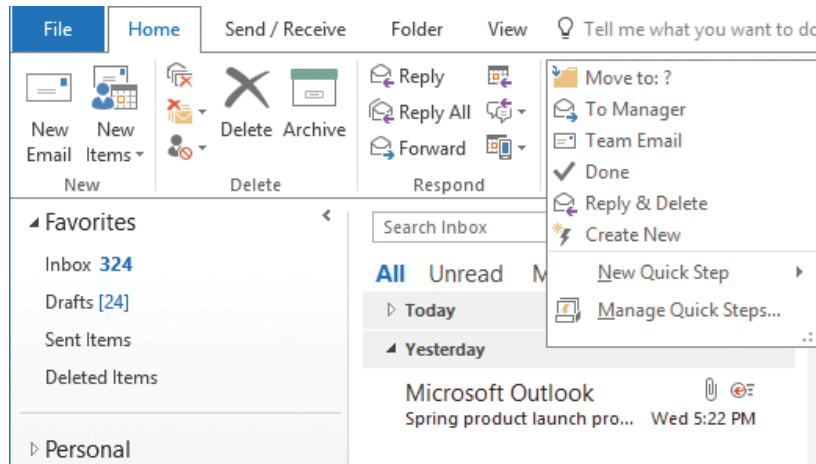 File Home Send / Receive Folder View Tell me what you want to do
New Email
New Items
Delete Archive
Reply
Reply All
Forward
New Delete Respond
Move to: ?
To Manager
Team Email
Done
Reply & Delete
Create New
New Quick Step
Manage Quick Steps...
Favorites
Inbox 324
Drafts [24]
Sent Items
Deleted Items
Personal
Search Inbox
All Unread M
Today
Yesterday
Microsoft Outlook
Spring product launch pro... Wed 5:22 PM